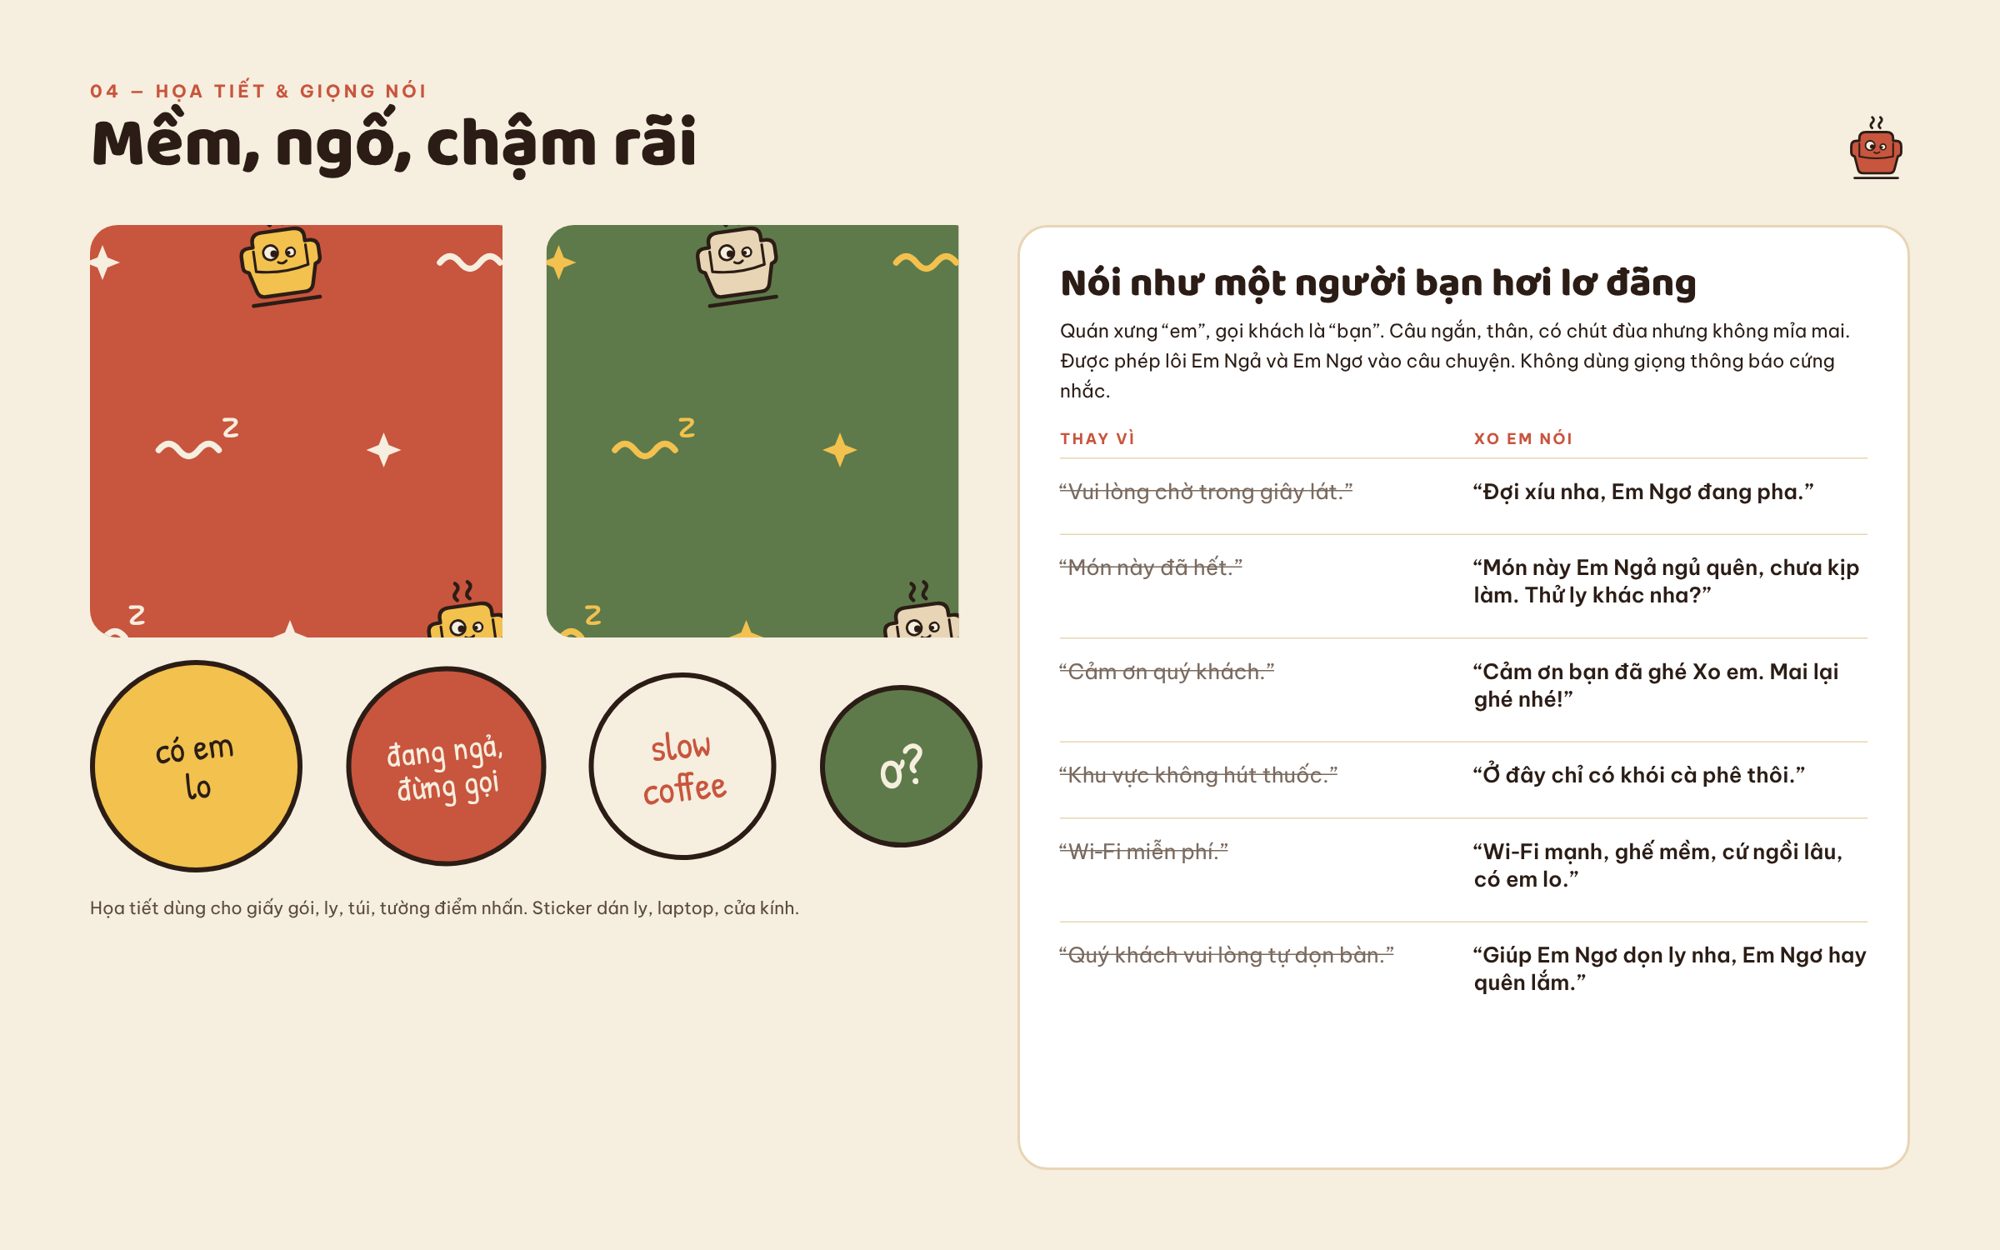 04 — HỌA TIẾT & GIỌNG NÓI
Mềm, ngố, chậm rãi
z
z
z
z
có em
lo
đang ngả,
đừng gọi
slow
coffee
ơ?
Họa tiết dùng cho giấy gói, ly, túi, tường điểm nhấn. Sticker dán ly, laptop, cửa kính.
Nói như một người bạn hơi lơ đãng
Quán xưng “em”, gọi khách là “bạn”. Câu ngắn, thân, có chút đùa nhưng không mỉa mai.
Được phép lôi Em Ngả và Em Ngơ vào câu chuyện. Không dùng giọng thông báo cứng
nhắc.
THAY VÌ
XO EM NÓI
“Vui lòng chờ trong giây lát.”
“Đợi xíu nha, Em Ngơ đang pha.”
“Món này đã hết.”
“Món này Em Ngả ngủ quên, chưa kịp
làm. Thử ly khác nha?”
“Cảm ơn quý khách.”
“Cảm ơn bạn đã ghé Xo em. Mai lại
ghé nhé!”
“Khu vực không hút thuốc.”
“Ở đây chỉ có khói cà phê thôi.”
“Wi-Fi miễn phí.”
“Wi-Fi mạnh, ghế mềm, cứ ngồi lâu,
có em lo.”
“Quý khách vui lòng tự dọn bàn.”
“Giúp Em Ngơ dọn ly nha, Em Ngơ hay
quên lắm.”